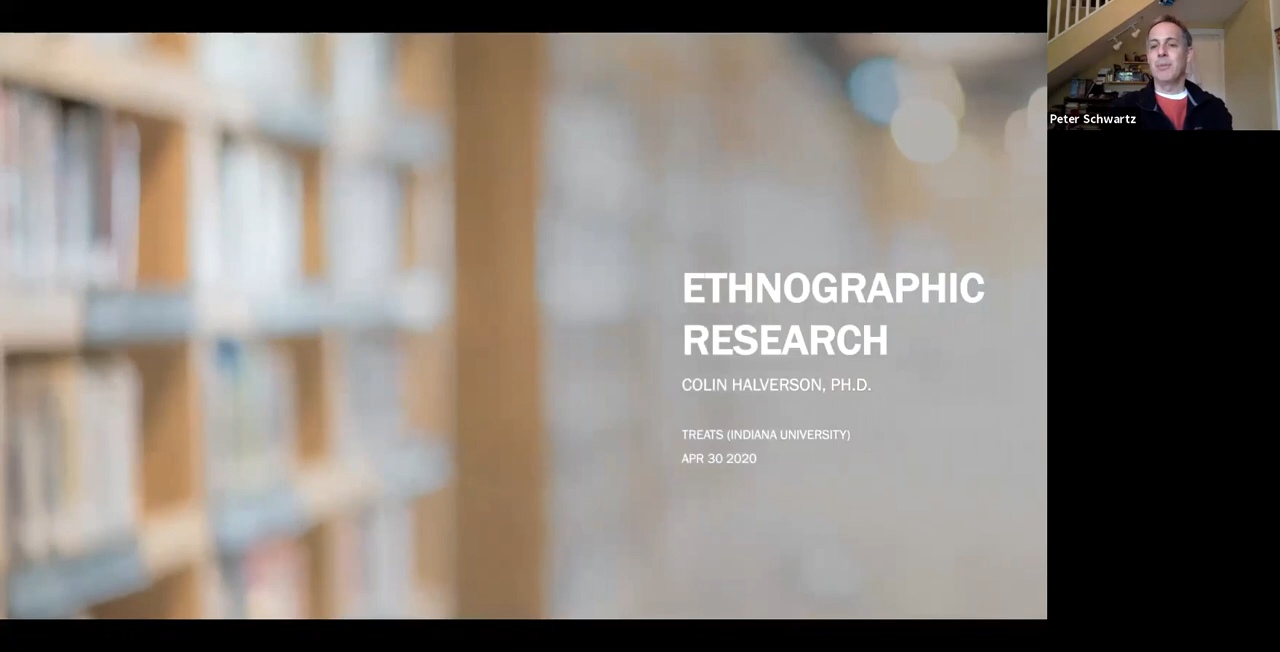 ETHNOGRAPHIC
RESEARCH
COLIN HALVERSON, PH.D.
TREATS (INDIANA UNIVERSITY)
APR 30 2020
Peter Schwartz